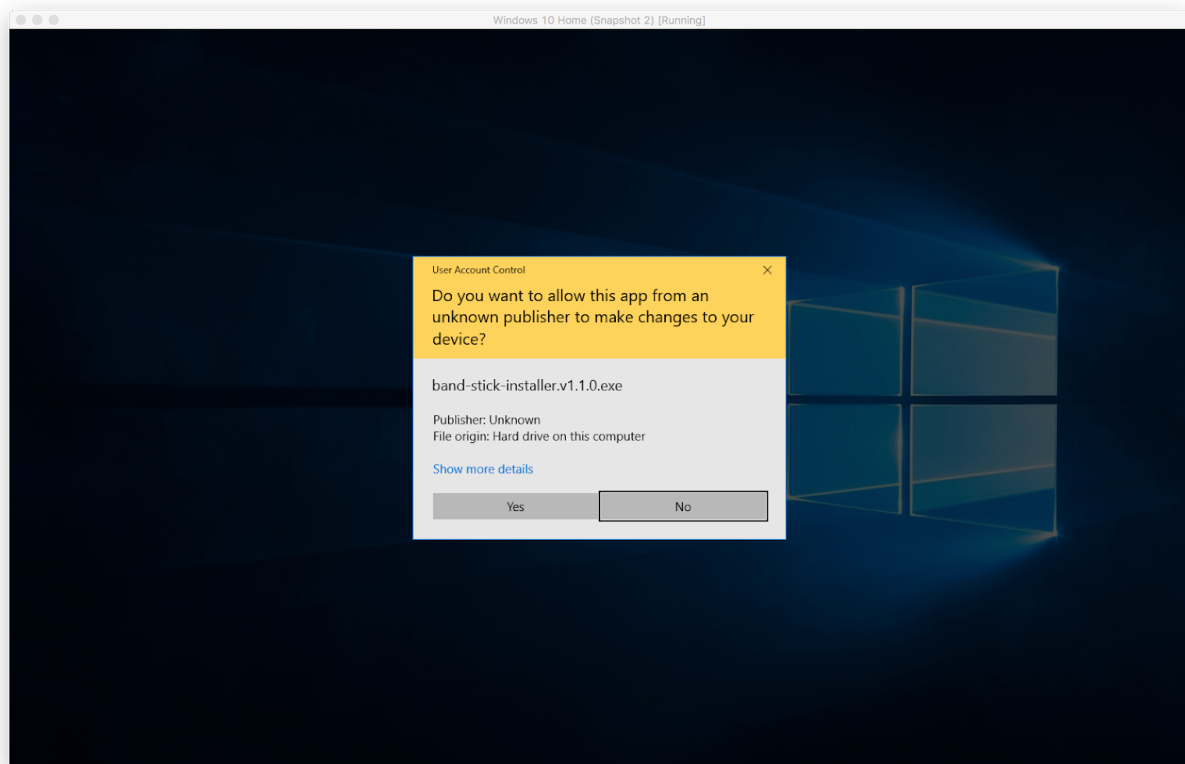 Windows 10 Home (Snapshot 2) [Running]
User Account Control
Do you want to allow this app from an
unknown publisher to make changes to your
device?
band-stick-installer.v1.1.0.exe
Publisher: Unknown
File origin: Hard drive on this computer
Show more details
Yes
No